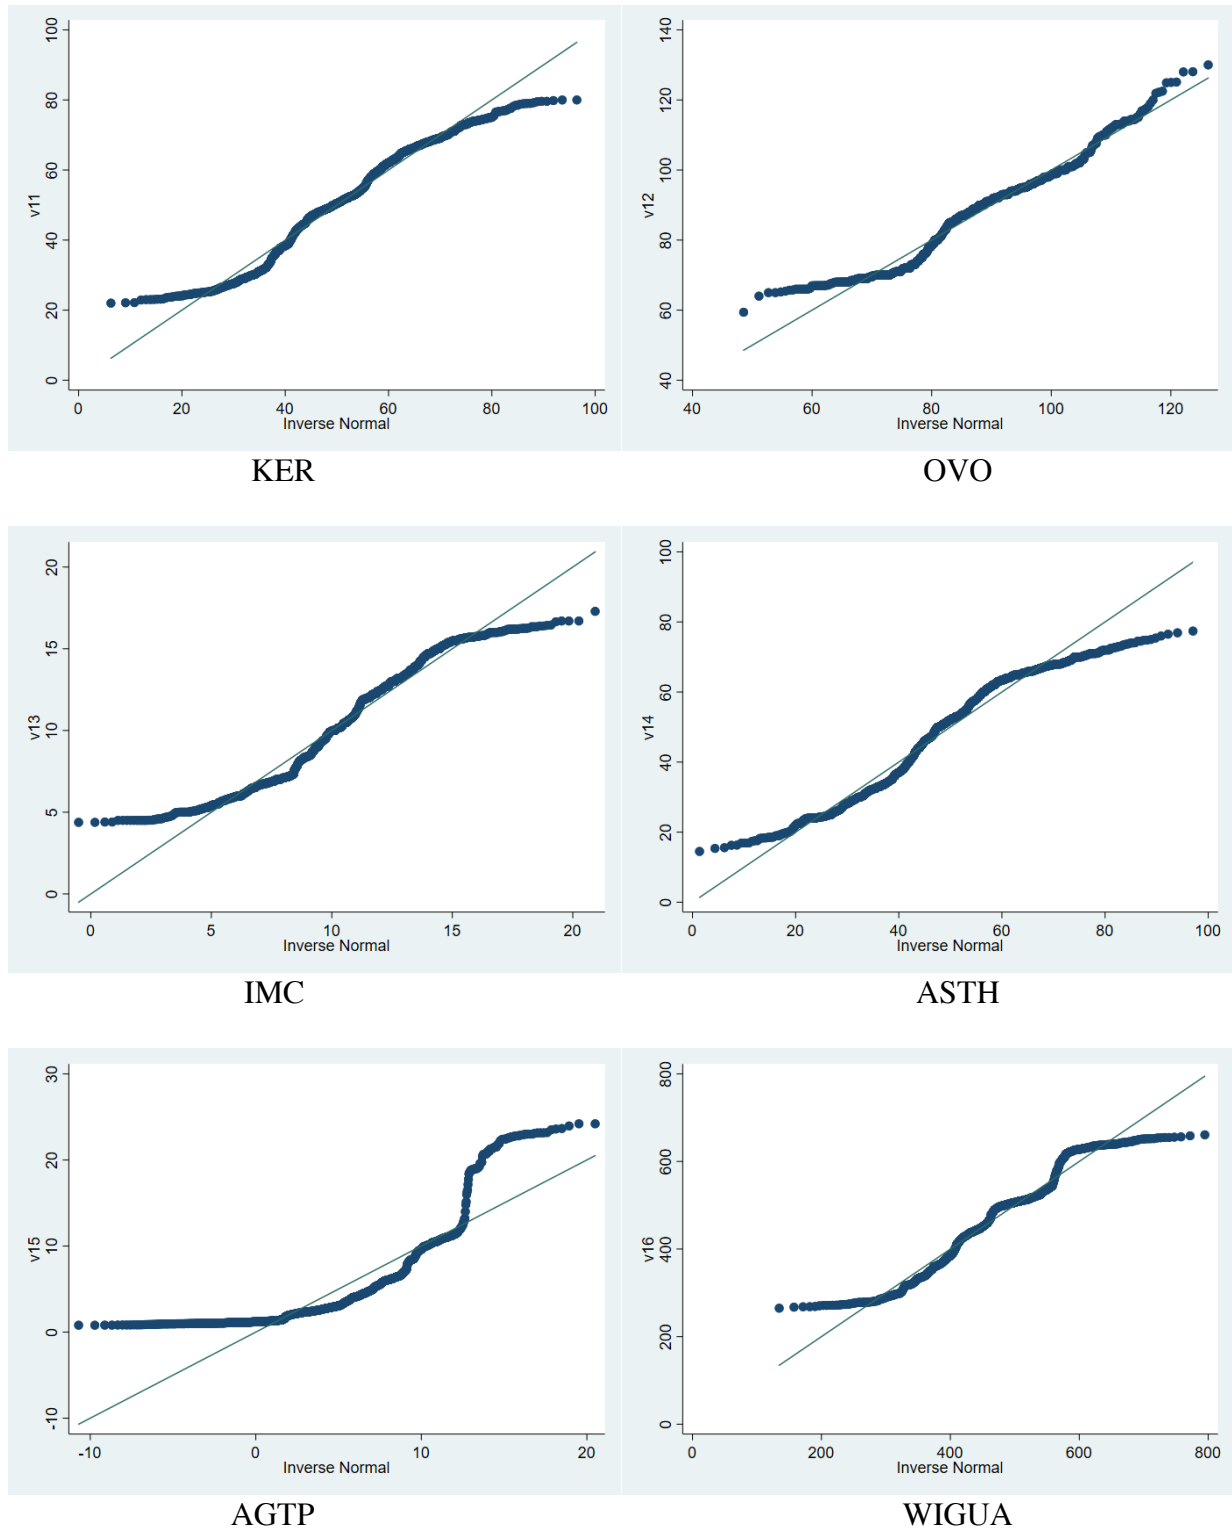 100
80
60
40
20
0
v11
0 20 40 60 80 100
Inverse Normal
KER
140
120
100
80
60
40
v12
40 60 80 100 120
Inverse Normal
OVO
20
15
10
5
0
v13
0 5 10 15 20
Inverse Normal
IMC
100
80
60
40
20
0
v14
0 20 40 60 80 100
Inverse Normal
ASTH
30
20
10
0
-10
v15
-10 0 10 20
Inverse Normal
AGTP
800
600
400
200
0
v16
0 200 400 600 800
Inverse Normal
WIGUA